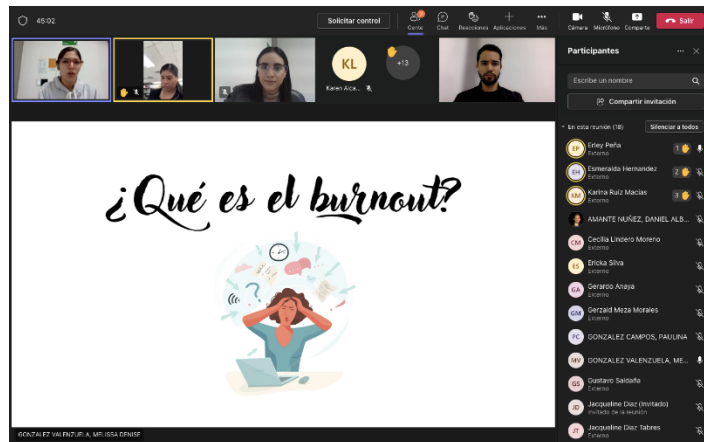 45:02
Solicitar control
Gente
Chat
Reacciones
Aplicaciones
Más
Cámara
Micrófono
Comparte
Salir
KL
Karen Alca...
+13
¿Qué es el burnout?
GONZALEZ VALENZUELA, MELISSA DENISE
Participantes
Escribe un nombre
Compartir invitación
En esta reunión (18)
Silenciar a todos
EP
Erley Peña
Externo
1
EH
Esmeralda Hernandez
Externo
2
KM
Karina Ruiz Macías
Externo
3
AMANTE NUÑEZ, DANIEL ALB...
CM
Cecilia Lindero Moreno
Externo
ES
Ericka Silva
Externo
GA
Gerardo Anaya
Externo
GM
Gerzald Meza Morales
Externo
PC
GONZALEZ CAMPOS, PAULINA
MV
GONZALEZ VALENZUELA, ME...
GS
Gustavo Saldaña
Externo
JD
Jacqueline Diaz (Invitado)
Invitado de la reunión
JT
Jacqueline Diaz Tabres
Externo